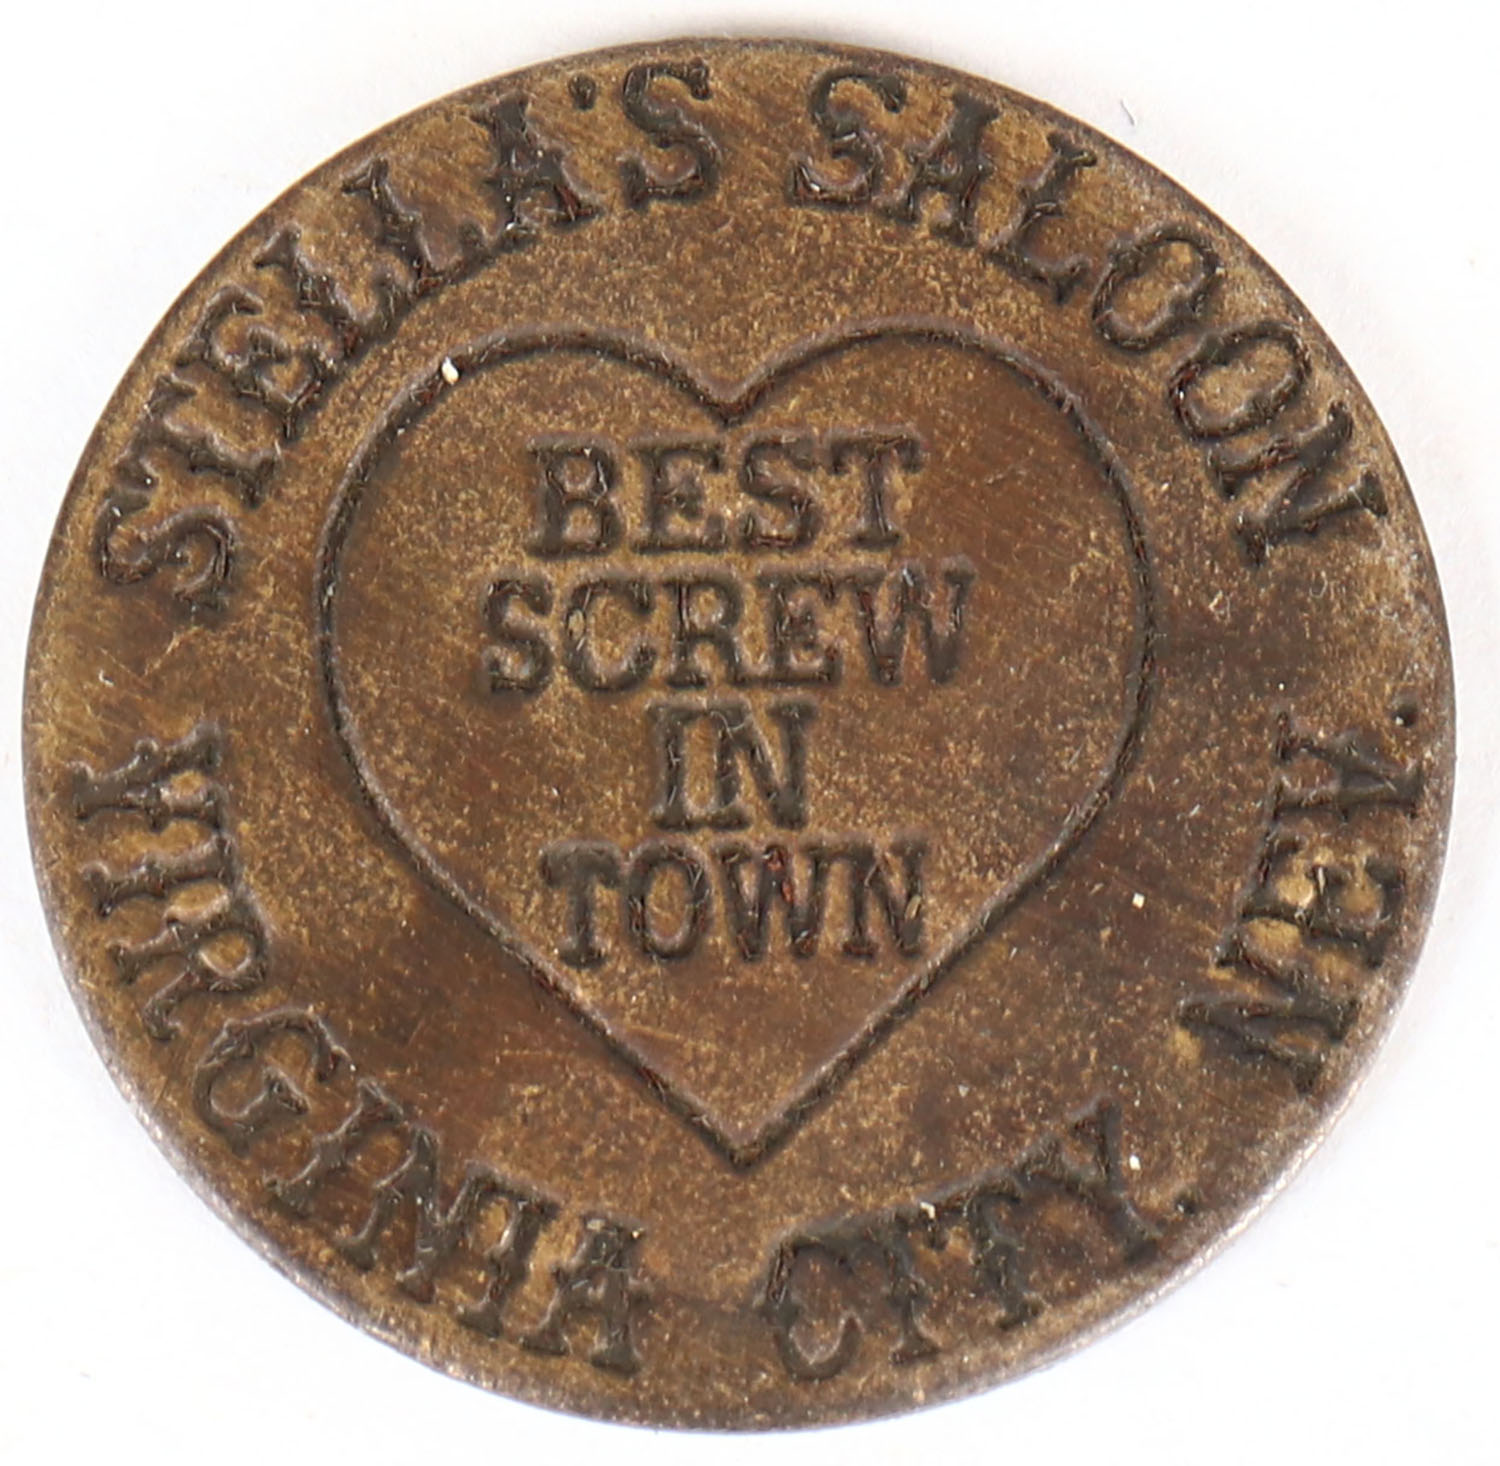 STELLA'S SALOON
BEST
SCREW
IN
TOWN
VIRGINIA CITY. NEV.